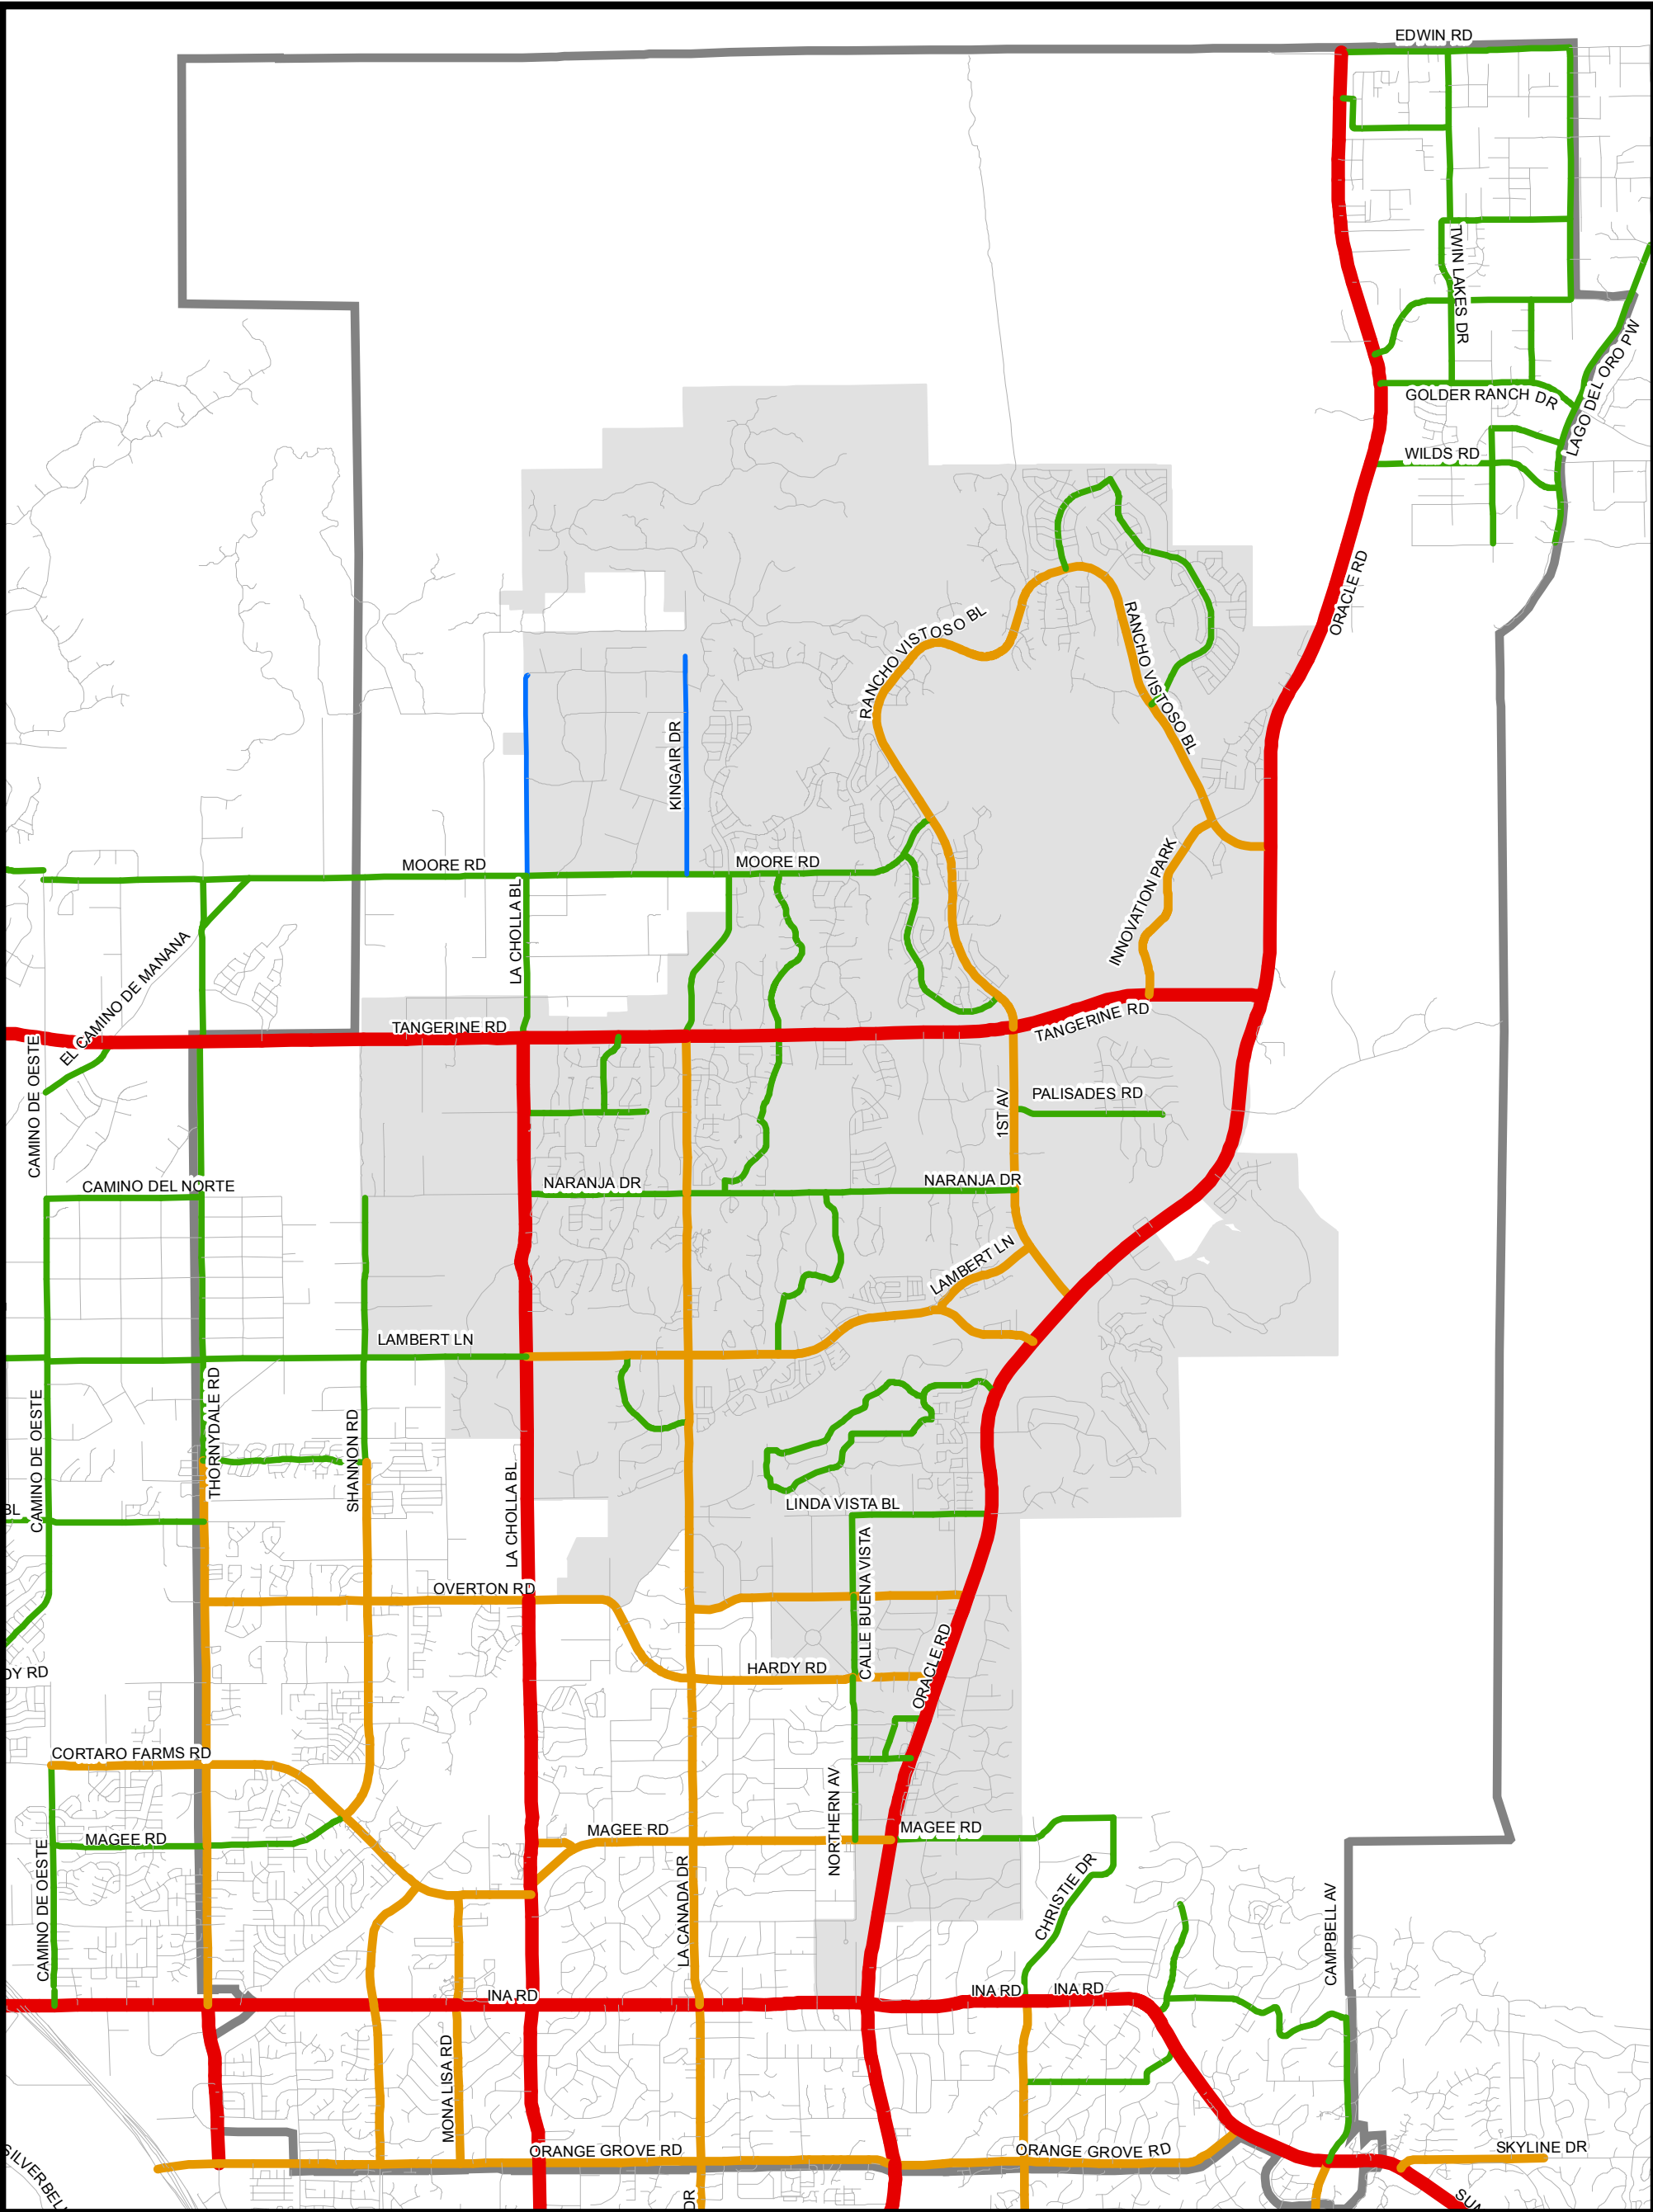 EDWIN RD
TWIN LAKES DR
LAGO DEL ORO PW
GOLDER RANCH DR
WILDS RD
ORACLE RD
RANCHO VISTOSO BL
RANCHO VISTOSO BL
KINGAIR DR
MOORE RD
MOORE RD
INNOVATION PARK
LA CHOLLA BL
EL CAMINO DE MANANA
TANGERINE RD
TANGERINE RD
CAMINO DE OESTE
PALISADES RD
1ST AV
CAMINO DEL NORTE
NARANJA DR
NARANJA DR
LAMBERT LN
LAMBERT LN
THORNYDALE RD
CAMINO DE OESTE
SHANNON RD
LA CHOLLA BL
BL
LINDA VISTA BL
CALLE BUENA VISTA
OVERTON RD
ORACLE RD
DY RD
HARDY RD
CORTARO FARMS RD
NORTHERN AV
MAGEE RD
MAGEE RD
MAGEE RD
CAMINO DE OESTE
LA CANADA DR
CHRISTIE DR
CAMPBELL AV
INA RD
INA RD
INA RD
MONA LISA RD
ORANGE GROVE RD
ORANGE GROVE RD
SKYLINE DR
SILVERBEL
DR
SUN